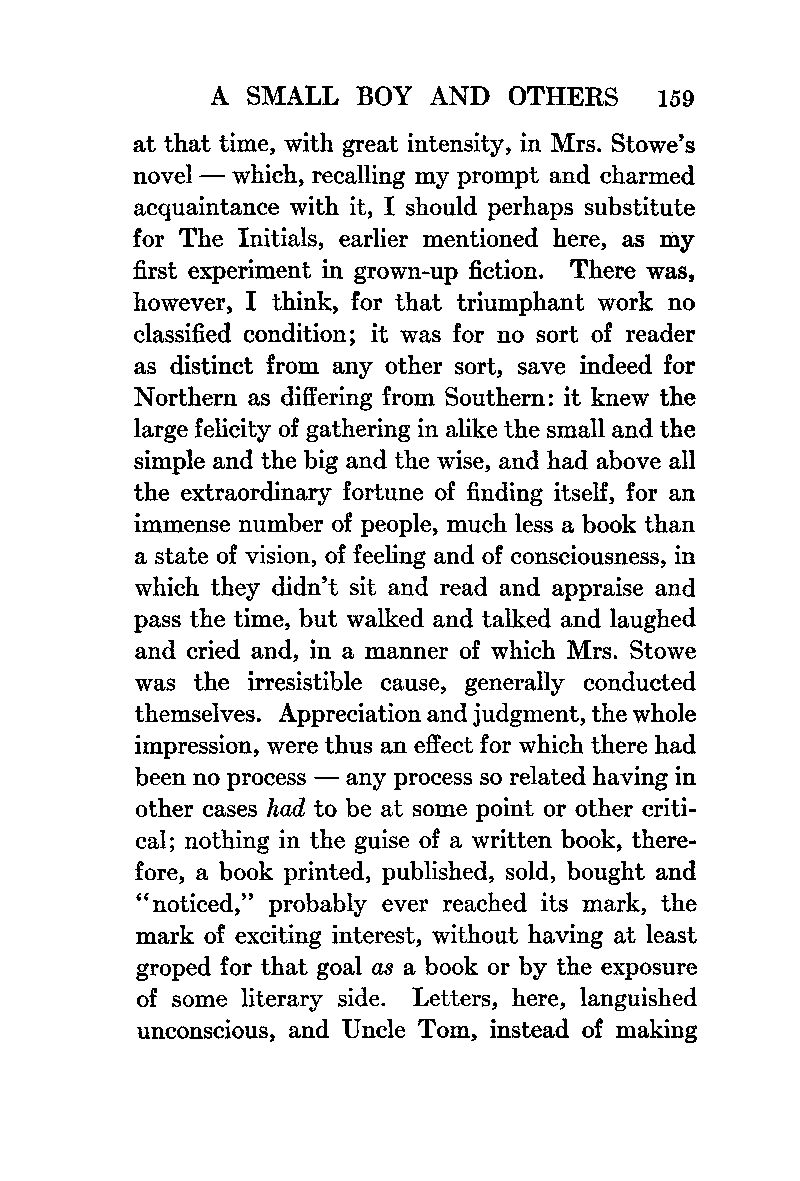 A SMALL BOY AND OTHERS 159
at that time, with great intensity, in Mrs. Stowe's
novel — which, recalling my prompt and charmed
acquaintance with it, I should perhaps substitute
for The Initials, earlier mentioned here, as my
first experiment in grown-up fiction. There was,
however, I think, for that triumphant work no
classified condition; it was for no sort of reader
as distinct from any other sort, save indeed for
Northern as differing from Southern: it knew the
large felicity of gathering in alike the small and the
simple and the big and the wise, and had above all
the extraordinary fortune of finding itself, for an
immense number of people, much less a book than
a state of vision, of feeling and of consciousness, in
which they didn't sit and read and appraise and
pass the time, but walked and talked and laughed
and cried and, in a manner of which Mrs. Stowe
was the irresistible cause, generally conducted
themselves. Appreciation and judgment, the whole
impression, were thus an effect for which there had
been no process — any process so related having in
other cases had to be at some point or other criti-
cal; nothing in the guise of a written book, there-
fore, a book printed, published, sold, bought and
"noticed," probably ever reached its mark, the
mark of exciting interest, without having at least
groped for that goal as a book or by the exposure
of some literary side. Letters, here, languished
unconscious, and Uncle Tom, instead of making